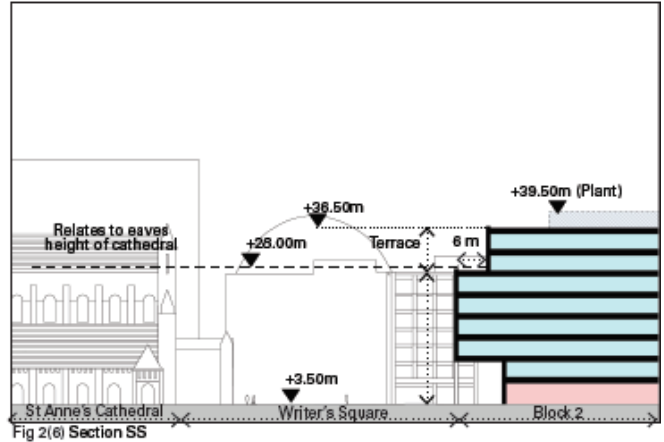 +39.50m (Plant)
+36.50m
Relates to eaves
height of cathedral
+28.00m
Terrace
6 m
+3.50m
St Anne's Cathedral
Writer's Square
Block 2
Fig 2(6) Section SS